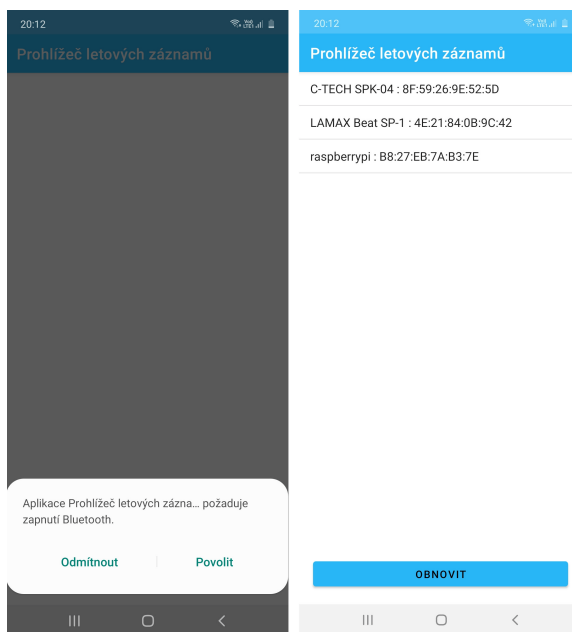 20:12
Prohlížeč letových záznamů
Aplikace Prohlížeč letových zázna... požaduje
zapnutí Bluetooth.
Odmítnout
Povolit
20:12
Prohlížeč letových záznamů
C-TECH SPK-04 : 8F:59:26:9E:52:5D
LAMAX Beat SP-1 : 4E:21:84:0B:9C:42
raspberrypi : B8:27:EB:7A:B3:7E
OBNOVIT